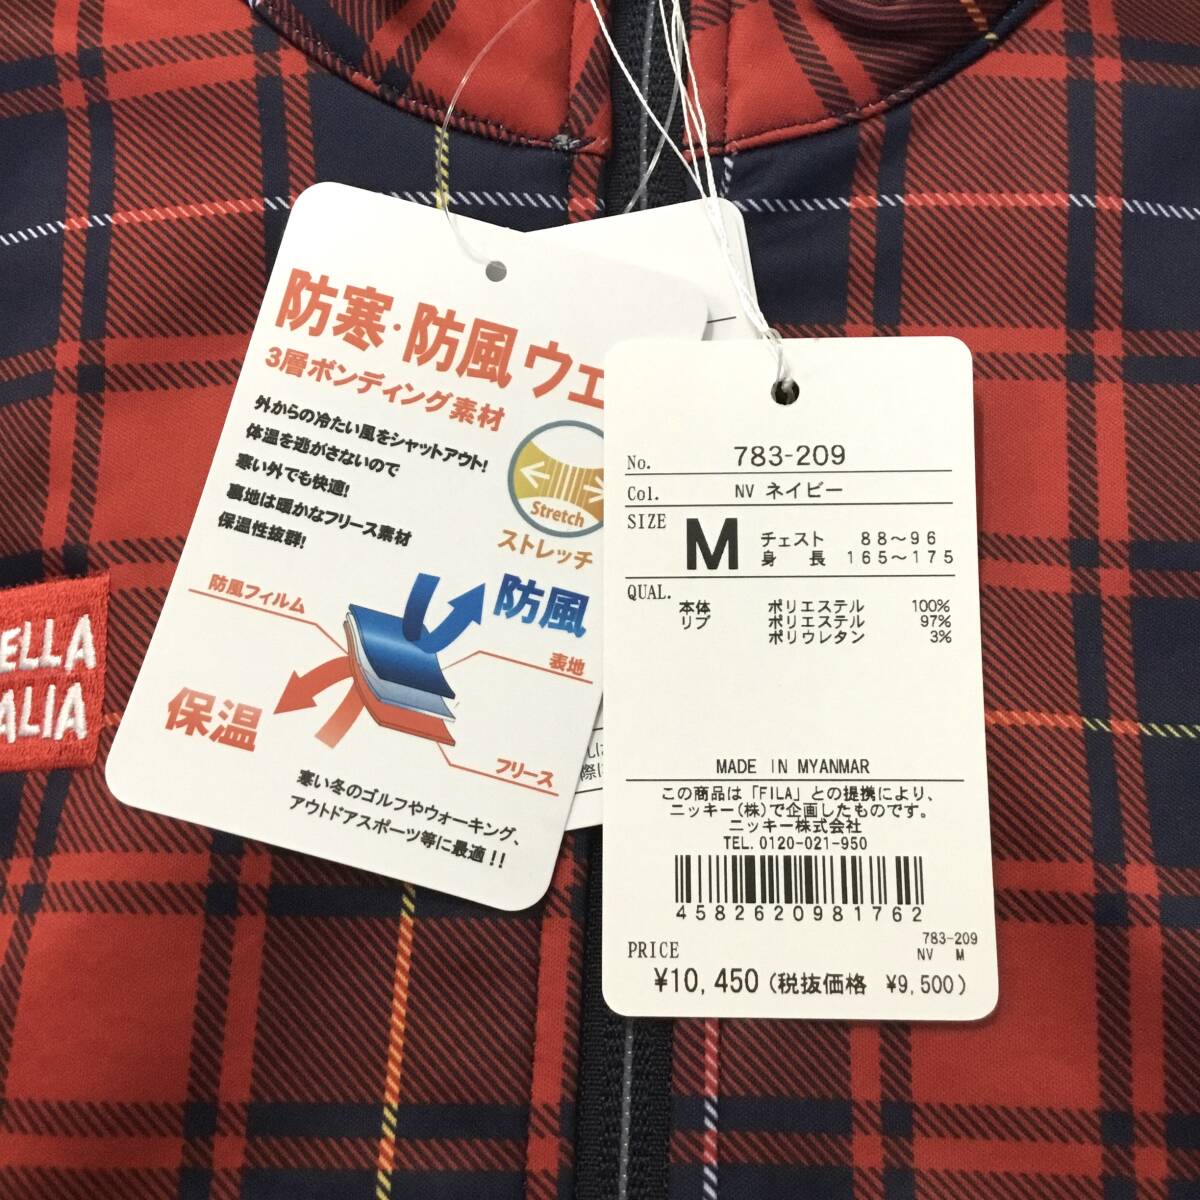 防寒・防風ウエ
3層ボンディング素材
外からの冷たい風をシャットアウト!
体温を逃がさないので
寒い外でも快適!
裏地は暖かなフリース素材
保温性抜群!
Stretch
ストレッチ
防風フィルム
防風
表地
保温
フリース
寒い冬のゴルフやウォーキング、
アウトドアスポーツ等に最適!!
ELLA
ALIA
No. 783-209
Col. NV ネイビー
SIZE M チェスト 88～96
身長 165～175
QUAL. 本体 ポリエステル 100%
リブ ポリエステル 97%
ポリウレタン 3%
MADE IN MYANMAR
この商品は「FILA」との提携により、
ニッキー(株)で企画したものです。
ニッキー株式会社
TEL. 0120-021-950
4582620981762
783-209
NV M
PRICE
¥10,450 (税抜価格 ¥9,500)